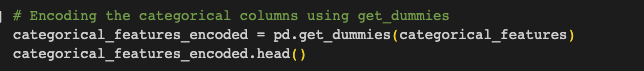 # Encoding the categorical columns using get_dummies
categorical_features_encoded = pd.get_dummies(categorical_features)
categorical_features_encoded.head()